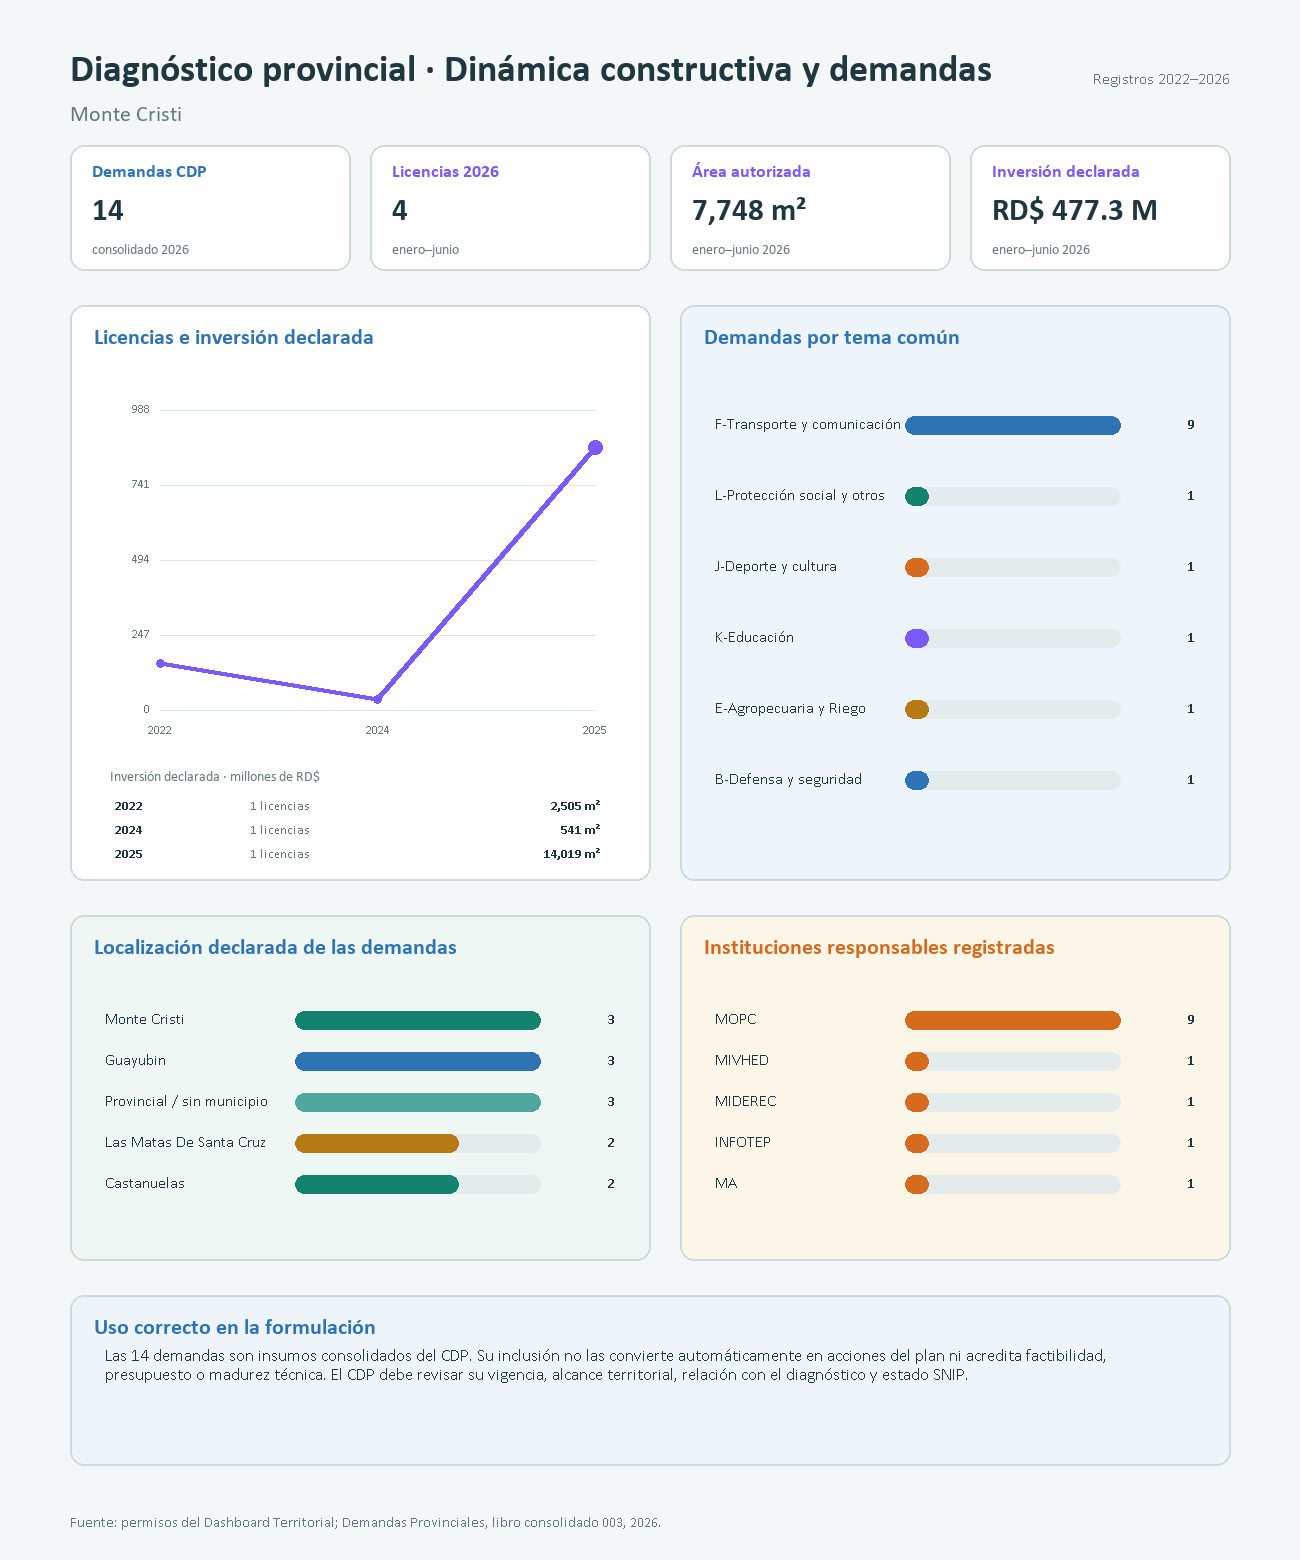 Diagnóstico provincial · Dinámica constructiva y demandas
Registros 2022–2026
Monte Cristi
Demandas CDP
14
consolidado 2026
Licencias 2026
4
enero–junio
Área autorizada
7,748 m²
enero–junio 2026
Inversión declarada
RD$ 477.3 M
enero–junio 2026
Licencias e inversión declarada
988
741
494
247
0
2022
2024
2025
Inversión declarada · millones de RD$
2022 1 licencias 2,505 m²
2024 1 licencias 541 m²
2025 1 licencias 14,019 m²
Demandas por tema común
F-Transporte y comunicación 9
L-Protección social y otros 1
J-Deporte y cultura 1
K-Educación 1
E-Agropecuaria y Riego 1
B-Defensa y seguridad 1
Localización declarada de las demandas
Monte Cristi 3
Guayubin 3
Provincial / sin municipio 3
Las Matas De Santa Cruz 2
Castanuelas 2
Instituciones responsables registradas
MOPC 9
MIVHED 1
MIDEREC 1
INFOTEP 1
MA 1
Uso correcto en la formulación
Las 14 demandas son insumos consolidados del CDP. Su inclusión no las convierte automáticamente en acciones del plan ni acredita factibilidad,
presupuesto o madurez técnica. El CDP debe revisar su vigencia, alcance territorial, relación con el diagnóstico y estado SNIP.
Fuente: permisos del Dashboard Territorial; Demandas Provinciales, libro consolidado 003, 2026.